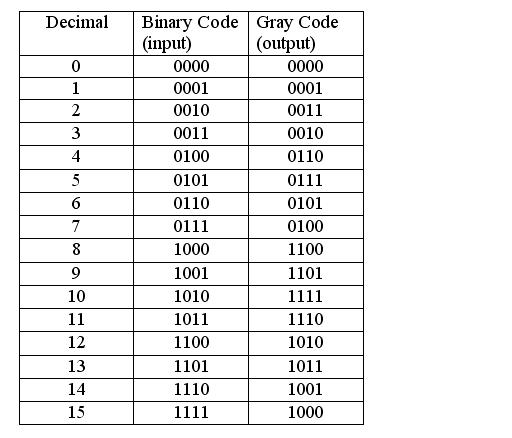 Decimal Binary Code Gray Code
(input) (output)
0 0000 0000
1 0001 0001
2 0010 0011
3 0011 0010
4 0100 0110
5 0101 0111
6 0110 0101
7 0111 0100
8 1000 1100
9 1001 1101
10 1010 1111
11 1011 1110
12 1100 1010
13 1101 1011
14 1110 1001
15 1111 1000